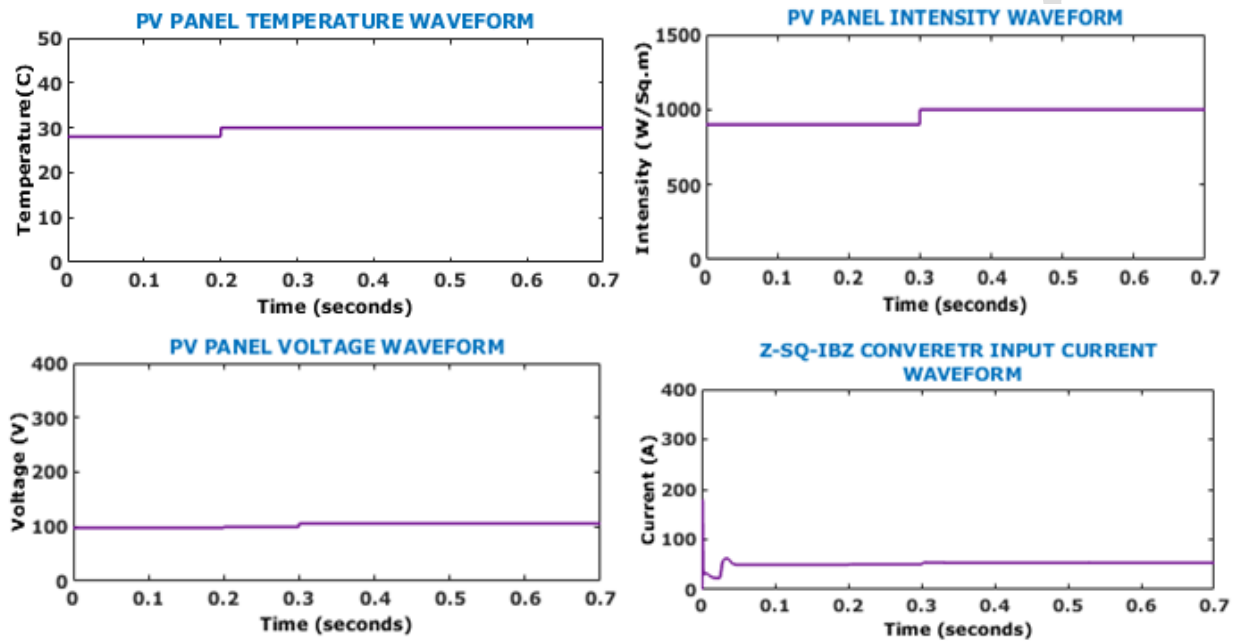 PV PANEL TEMPERATURE WAVEFORM
50
40
30
20
10
0
Temperature(C)
0 0.1 0.2 0.3 0.4 0.5 0.6 0.7
Time (seconds)
PV PANEL INTENSITY WAVEFORM
1500
1000
500
0
Intensity (W/Sq.m)
0 0.1 0.2 0.3 0.4 0.5 0.6 0.7
Time (seconds)
PV PANEL VOLTAGE WAVEFORM
400
300
200
100
0
Voltage (V)
0 0.1 0.2 0.3 0.4 0.5 0.6 0.7
Time (seconds)
Z-SQ-IBZ CONVERETR INPUT CURRENT
WAVEFORM
400
300
200
100
0
Current (A)
0 0.1 0.2 0.3 0.4 0.5 0.6 0.7
Time (seconds)